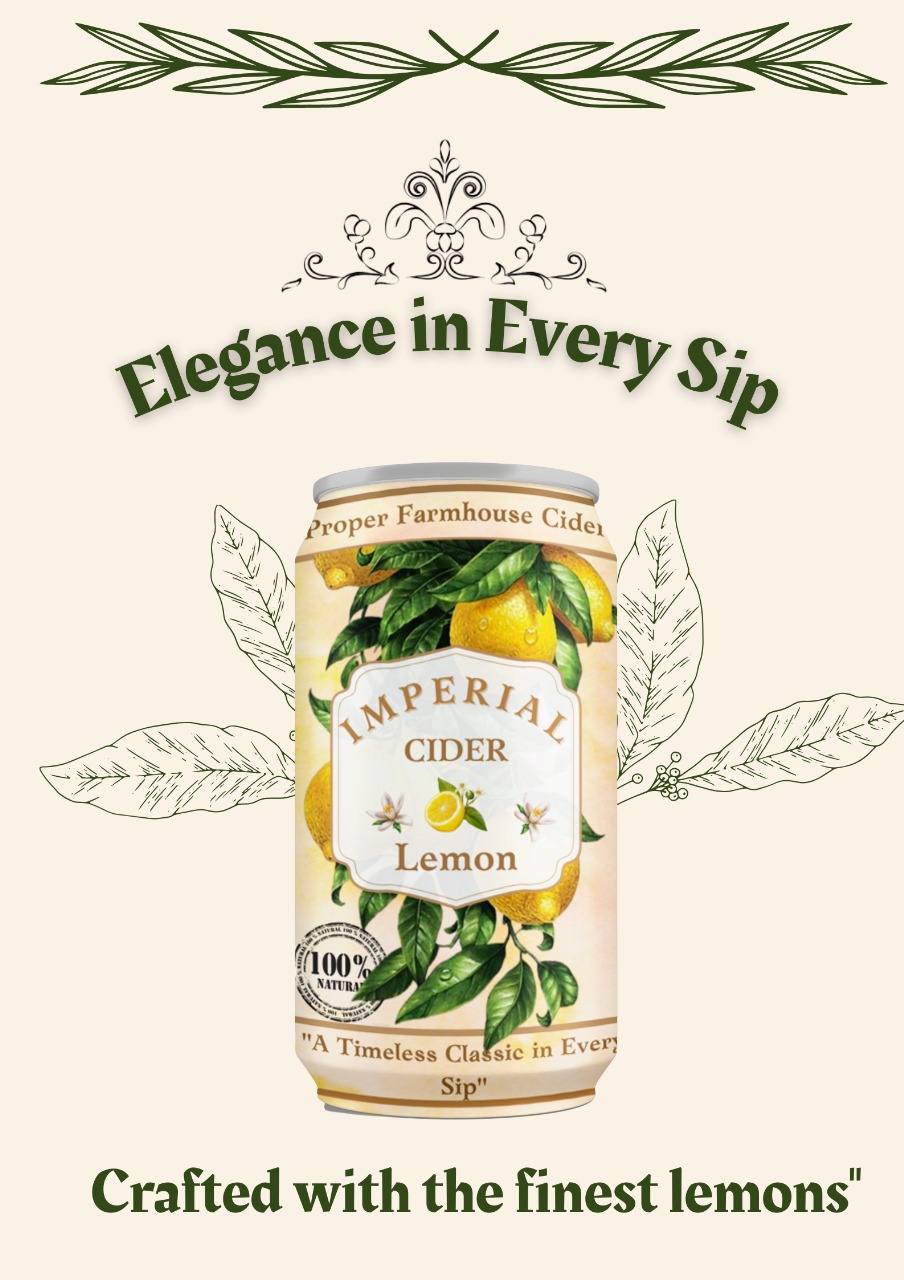 Elegance in Every Sip
Proper Farmhouse Cider
IMPERIAL
CIDER
Lemon
100%
NATURAL
"A Timeless Classic in Every
Sip"
Crafted with the finest lemons"